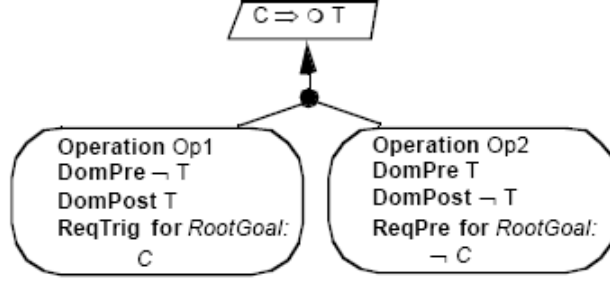 C ⇒ ○ T
Operation Op1
DomPre ¬ T
DomPost T
ReqTrig for RootGoal:
C
Operation Op2
DomPre T
DomPost ¬ T
ReqPre for RootGoal:
¬ C